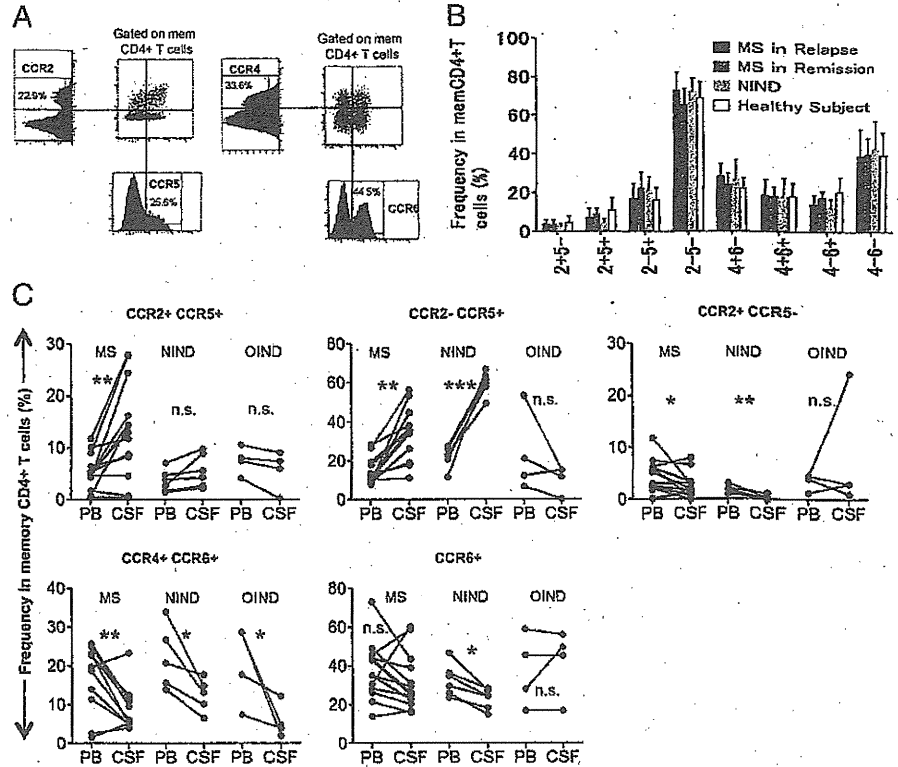 A
Gated on mem
CD4+ T cells
CCR2
22.9%
CCR5
25.6%
Gated on mem
CD4+ T cells
CCR4
33.6%
44.5%
CCR6
B
Frequency in memCD4+T
cells (%)
100
80
60
40
20
0
MS in Relapse
MS in Remission
NIND
Healthy Subject
2+5-
2+5+
2-5+
2-5-
4+6-
4+6+
4-6+
4-6-
C
Frequency in memory CD4+ T cells (%)
CCR2+ CCR5+
30
20
10
0
MS NIND OIND
** n.s. n.s.
PB CSF PB CSF PB CSF
CCR2- CCR5+
80
60
40
20
0
MS NIND OIND
** *** n.s.
PB CSF PB CSF PB CSF
CCR2+ CCR5-
30
20
10
0
MS NIND OIND
* ** n.s.
PB CSF PB CSF PB CSF
CCR4+ CCR6+
40
30
20
10
0
MS NIND OIND
** * *
PB CSF PB CSF PB CSF
CCR6+
80
60
40
20
0
MS NIND OIND
n.s. * n.s.
PB CSF PB CSF PB CSF